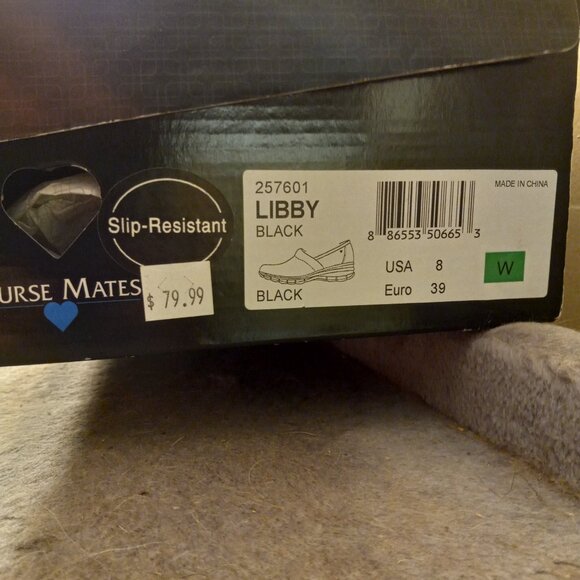 Slip-Resistant
URSE MATES
$ 79.99
257601
LIBBY
BLACK
BLACK
8 86553 50665 3
MADE IN CHINA
USA 8
Euro 39
W